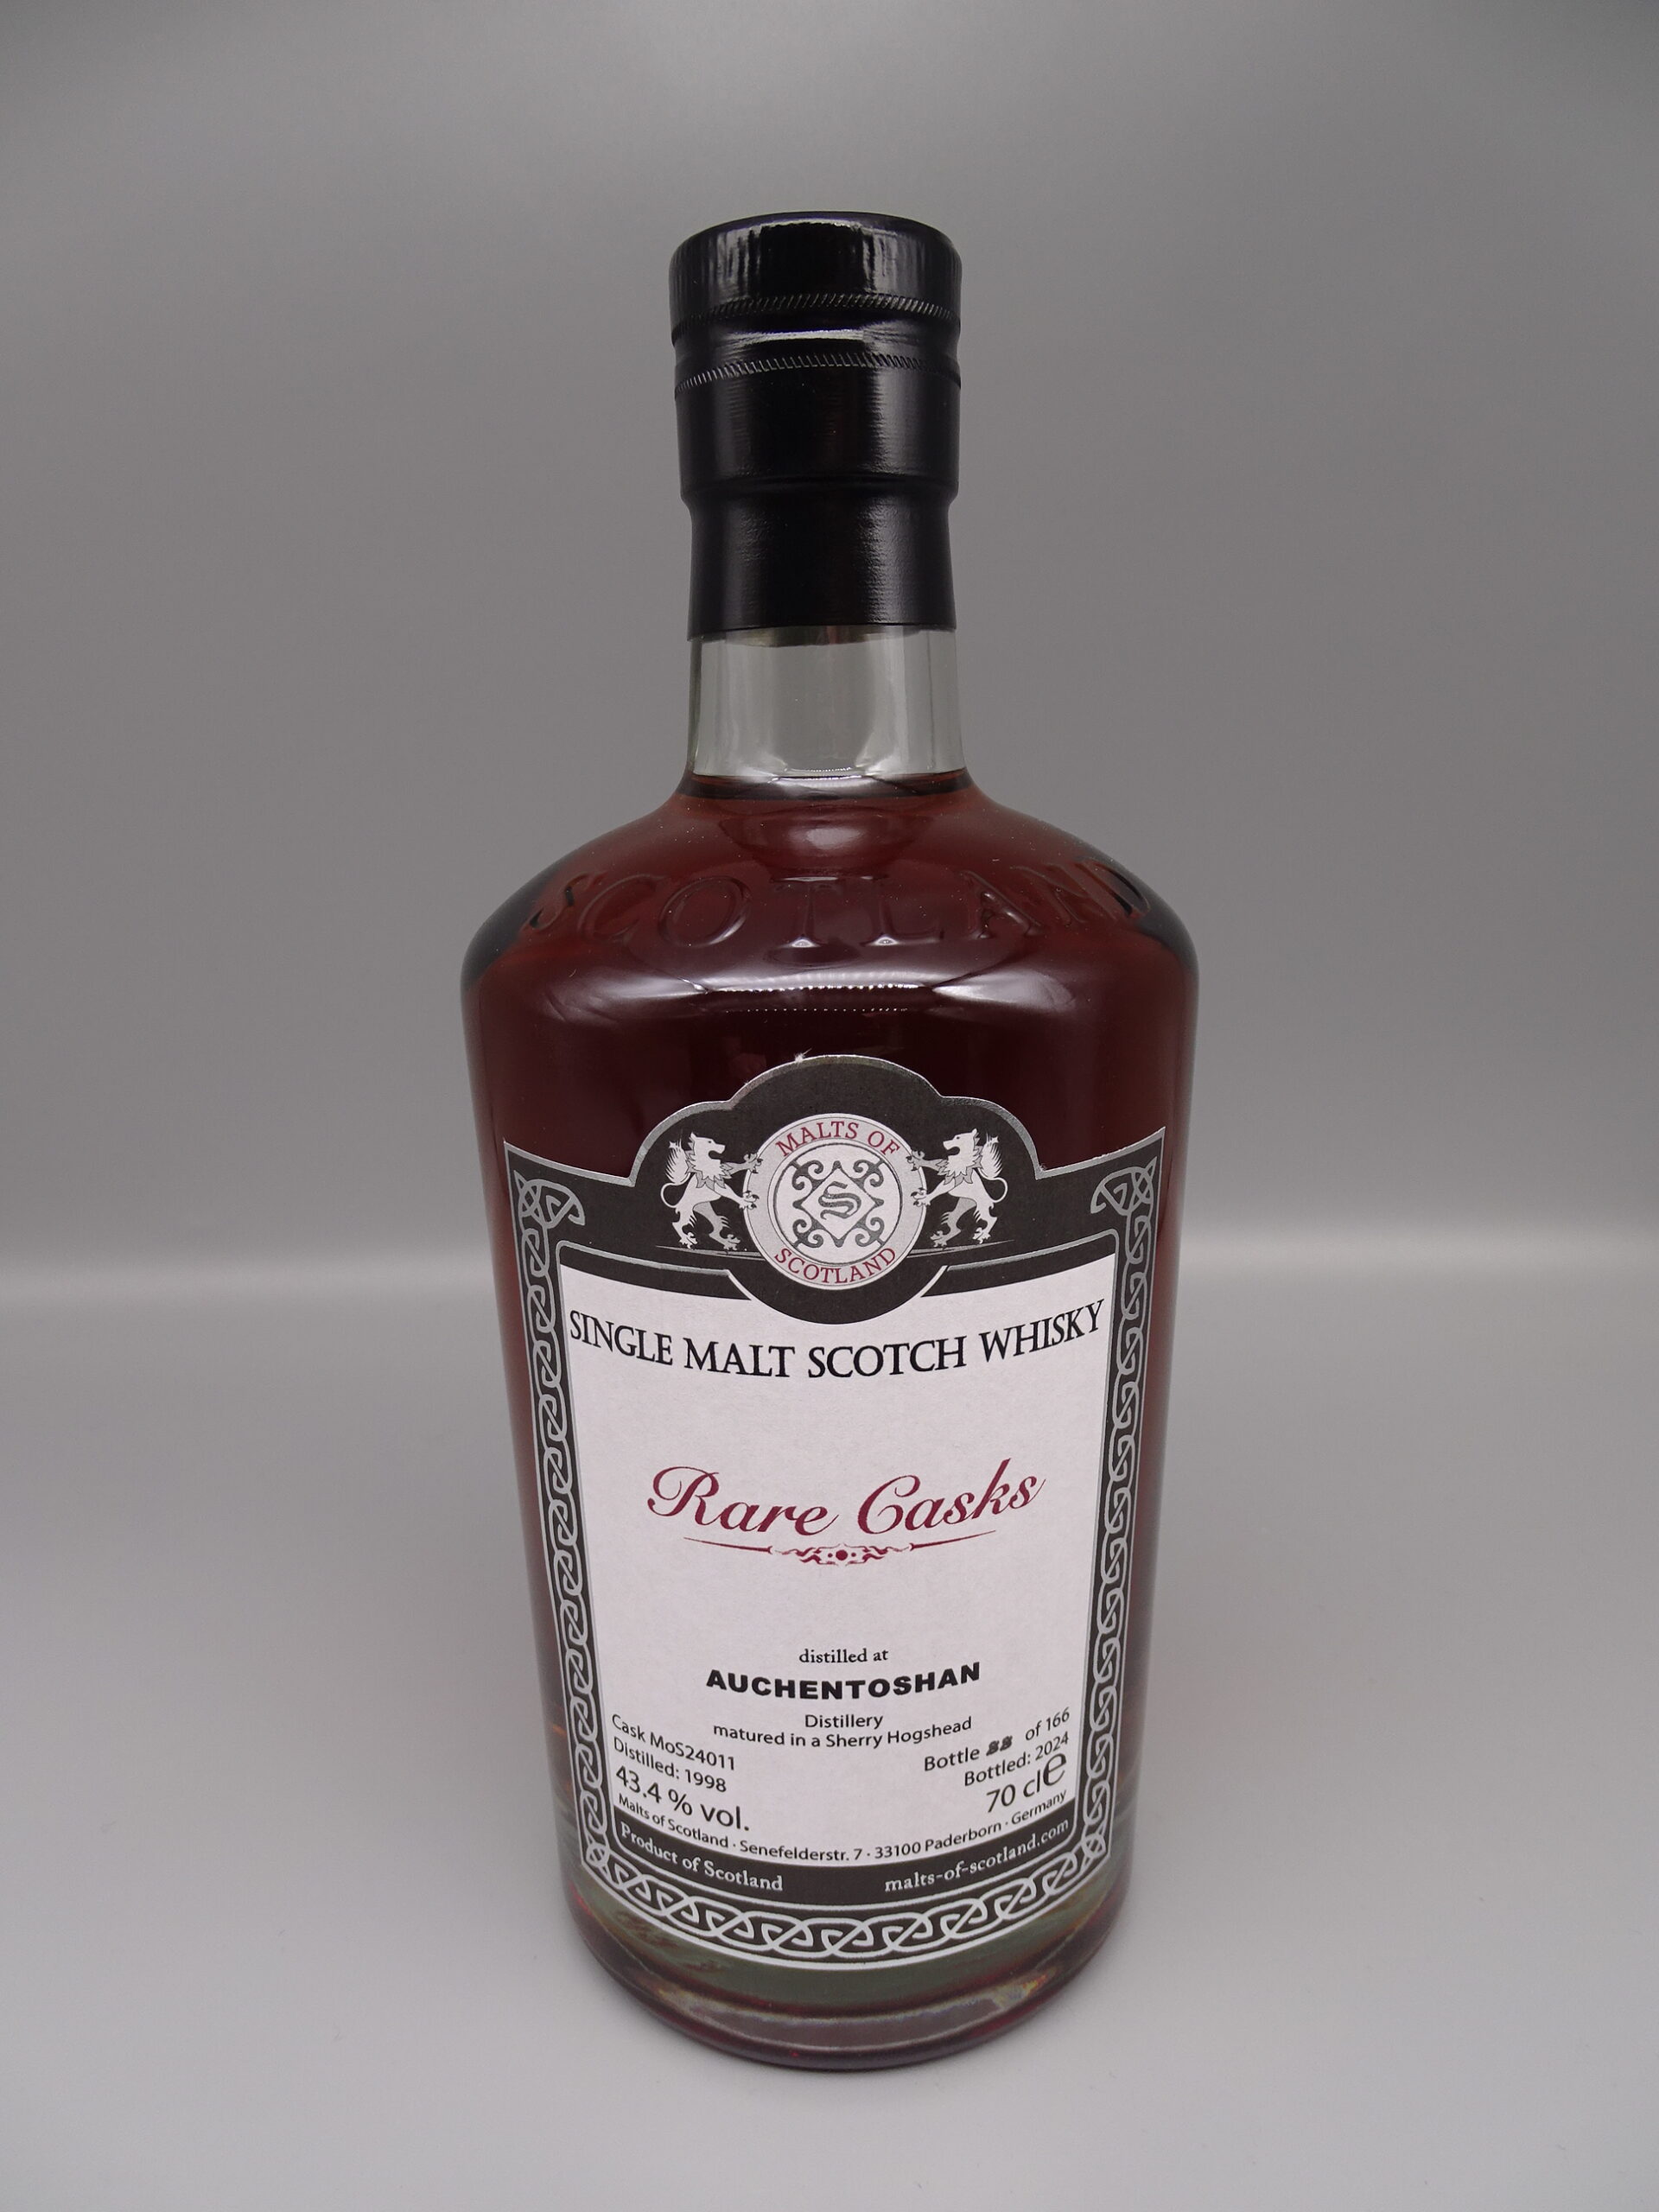 SCOTLAND
MALTS OF
S
SCOTLAND
SINGLE MALT SCOTCH WHISKY
Rare Casks
distilled at
AUCHENTOSHAN
Distillery
matured in a Sherry Hogshead
Cask MoS24011
Distilled: 1998
43.4 % vol.
Bottle of 166
Bottled: 2024
70 cl e
Malts of Scotland · Senefelderstr. 7 · 33100 Paderborn · Germany
Product of Scotland
malts-of-scotland.com